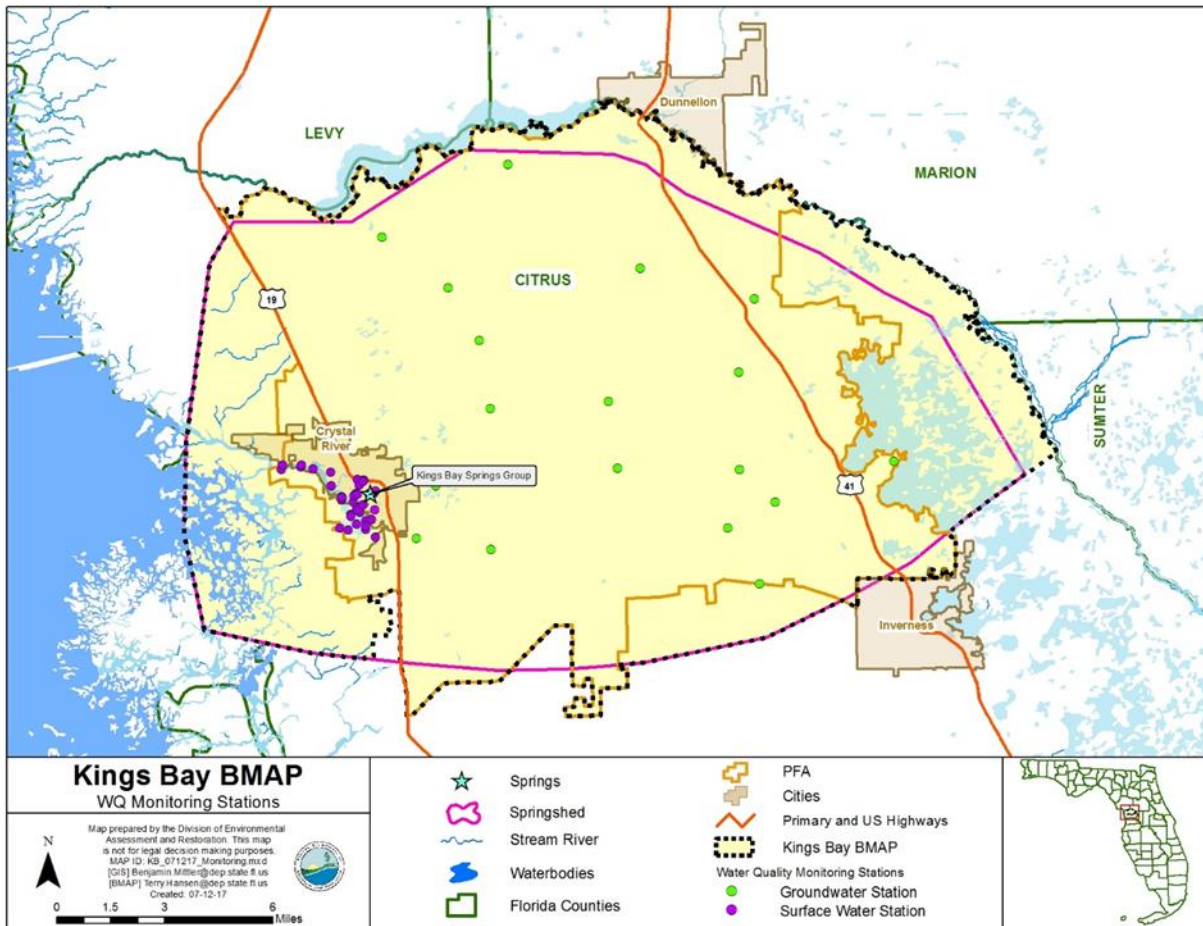 Dunnellon
LEVY
MARION
CITRUS
19
SUMTER
Crystal
River
Kings Bay Springs Group
41
Inverness
Kings Bay BMAP
WQ Monitoring Stations
Map prepared by the Division of Environmental
Assessment and Restoration. This map
is not for legal decision making purposes.
MAP ID: KB_071217_Monitoring.mxd
[GIS] Benjamin.Mittler@dep.state.fl.us
[BMAP] Terry.Hansen@dep.state.fl.us
Created: 07-12-17
N
0 1.5 3 6
Miles
Springs
Springshed
Stream River
Waterbodies
Florida Counties
PFA
Cities
Primary and US Highways
Kings Bay BMAP
Water Quality Monitoring Stations
Groundwater Station
Surface Water Station